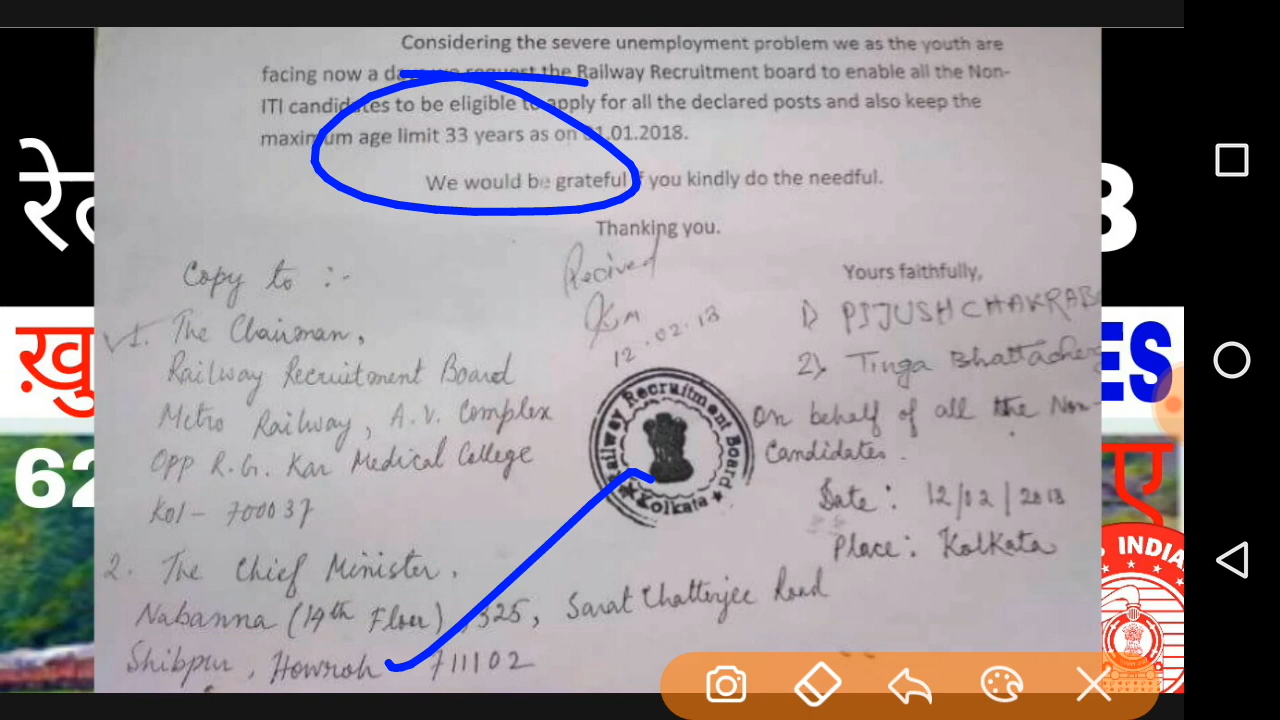 Considering the severe unemployment problem we as the youth are
facing now a days we request the Railway Recruitment board to enable all the Non-
ITI candidates to be eligible to apply for all the declared posts and also keep the
maximum age limit 33 years as on 31.01.2018.
We would be grateful if you kindly do the needful.
Thanking you.
Recived
12.02.18
Copy to :-
1. The Chairman,
Railway Recruitment Board
Metro Railway, A.V. Complex
Opp R.G. Kar Medical College
Kol - 700037
2. The Chief Minister.
Nabanna (14th Floor), 325, Sarat Chatterjee Road
Shibpur, Howrah 711102
Railway Recruitment Board
Kolkata
Yours faithfully,
1) PIJUSH CHAKRAB
2) Bhattacher
On behalf of all the Non-
Candidates.
Date: 12/02/2018
Place: Kolkata
रे
ख़ु
62
ES
ए
INDIA